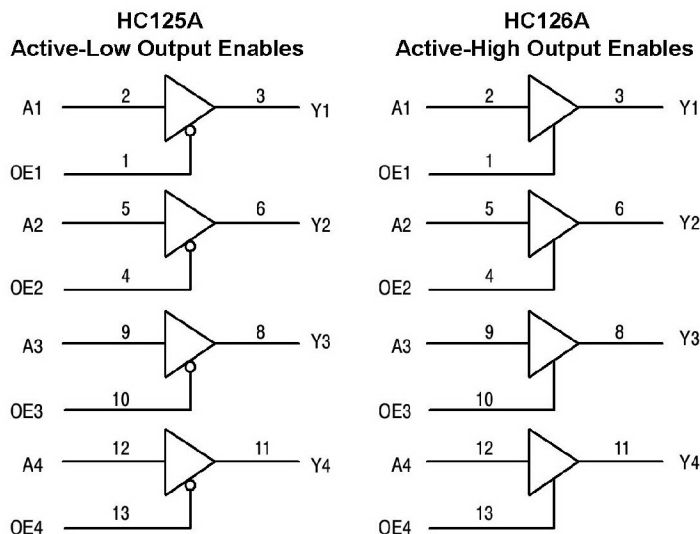 HC125A
Active-Low Output Enables
A1 2 3 Y1
OE1 1
A2 5 6 Y2
OE2 4
A3 9 8 Y3
OE3 10
A4 12 11 Y4
OE4 13
HC126A
Active-High Output Enables
A1 2 3 Y1
OE1 1
A2 5 6 Y2
OE2 4
A3 9 8 Y3
OE3 10
A4 12 11 Y4
OE4 13